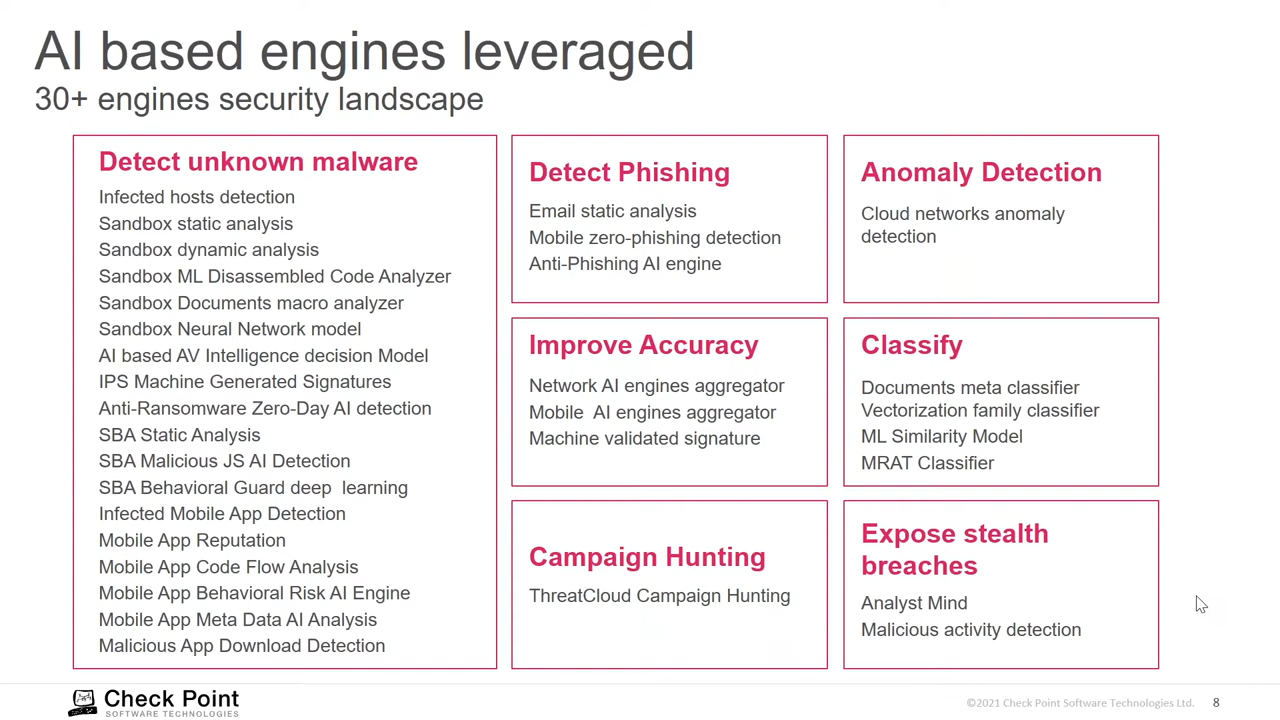 AI based engines leveraged
30+ engines security landscape
Detect unknown malware
Infected hosts detection
Sandbox static analysis
Sandbox dynamic analysis
Sandbox ML Disassembled Code Analyzer
Sandbox Documents macro analyzer
Sandbox Neural Network model
AI based AV Intelligence decision Model
IPS Machine Generated Signatures
Anti-Ransomware Zero-Day AI detection
SBA Static Analysis
SBA Malicious JS AI Detection
SBA Behavioral Guard deep  learning
Infected Mobile App Detection
Mobile App Reputation
Mobile App Code Flow Analysis
Mobile App Behavioral Risk AI Engine
Mobile App Meta Data AI Analysis
Malicious App Download Detection
Detect Phishing
Email static analysis
Mobile zero-phishing detection
Anti-Phishing AI engine
Anomaly Detection
Cloud networks anomaly
detection
Improve Accuracy
Network AI engines aggregator
Mobile  AI engines aggregator
Machine validated signature
Classify
Documents meta classifier
Vectorization family classifier
ML Similarity Model
MRAT Classifier
Campaign Hunting
ThreatCloud Campaign Hunting
Expose stealth
breaches
Analyst Mind
Malicious activity detection
Check Point
SOFTWARE TECHNOLOGIES
©2021 Check Point Software Technologies Ltd.
8